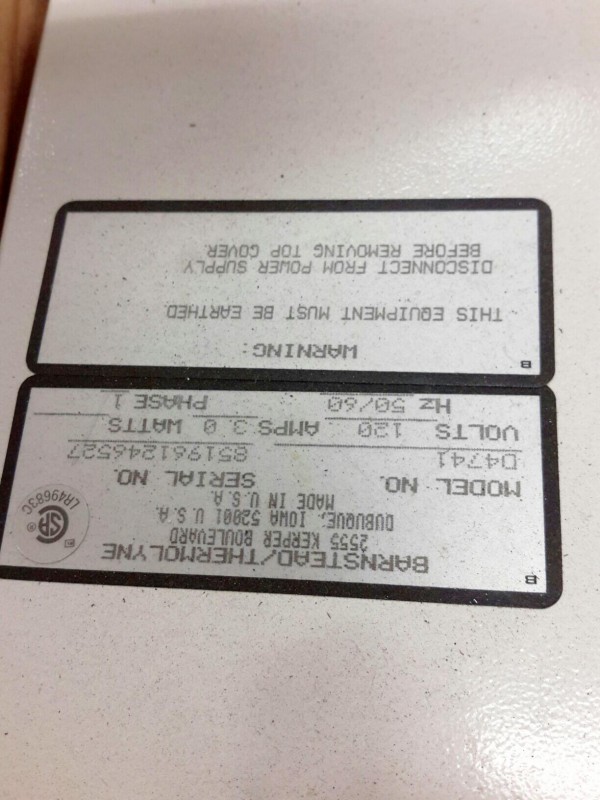 BARNSTEAD/THERMOLYNE
2555 KERPER BOULEVARD
DUBUQUE, IOWA 52001 U.S.A.
MADE IN U.S.A.
MODEL NO. SERIAL NO.
D4741 851961246527
VOLTS 120 AMPS 3.0 WATTS
HZ 50/60 PHASE 1
B
SA ®
LR49683C
WARNING:
THIS EQUIPMENT MUST BE EARTHED.
DISCONNECT FROM POWER SUPPLY
BEFORE REMOVING TOP COVER.
B